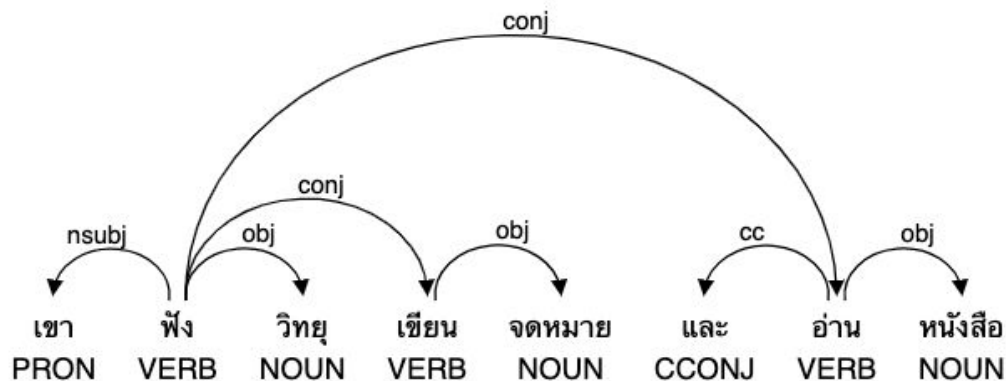 conj
conj
nsubj obj obj cc obj
เขา ฟัง วิทยุ เขียน จดหมาย และ อ่าน หนังสือ
PRON VERB NOUN VERB NOUN CCONJ VERB NOUN